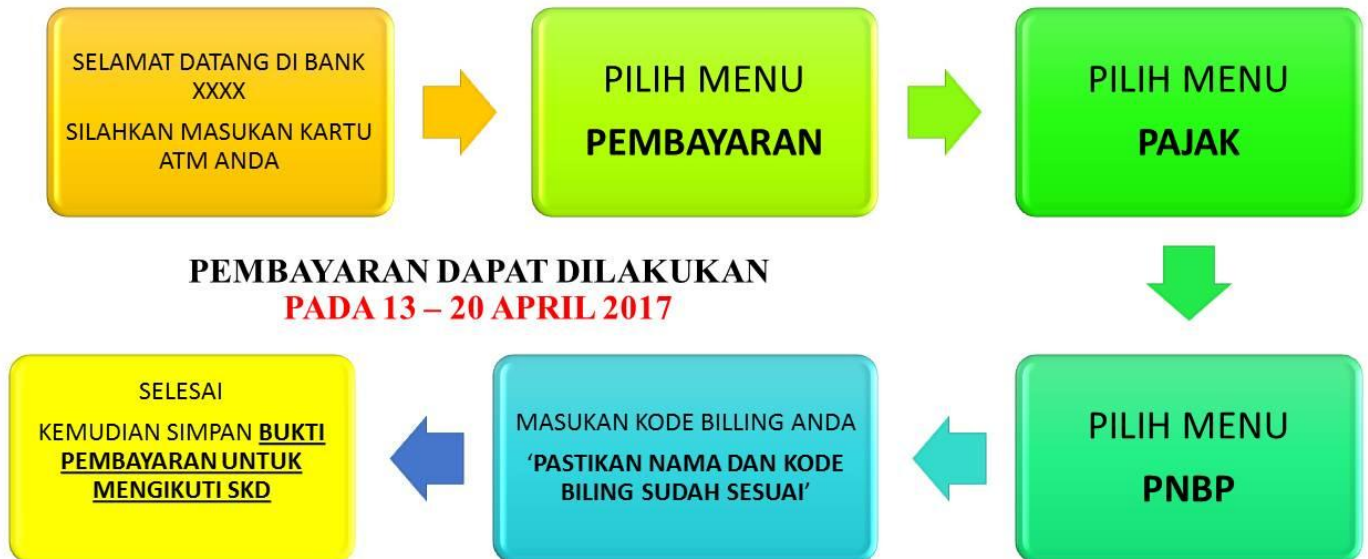 SELAMAT DATANG DI BANK
XXXX
SILAHKAN MASUKAN KARTU
ATM ANDA
PILIH MENU
PEMBAYARAN
PILIH MENU
PAJAK
PEMBAYARAN DAPAT DILAKUKAN
PADA 13 – 20 APRIL 2017
PILIH MENU
PNBP
MASUKAN KODE BILLING ANDA
‘PASTIKAN NAMA DAN KODE
BILING SUDAH SESUAI’
SELESAI
KEMUDIAN SIMPAN BUKTI
PEMBAYARAN UNTUK
MENGIKUTI SKD